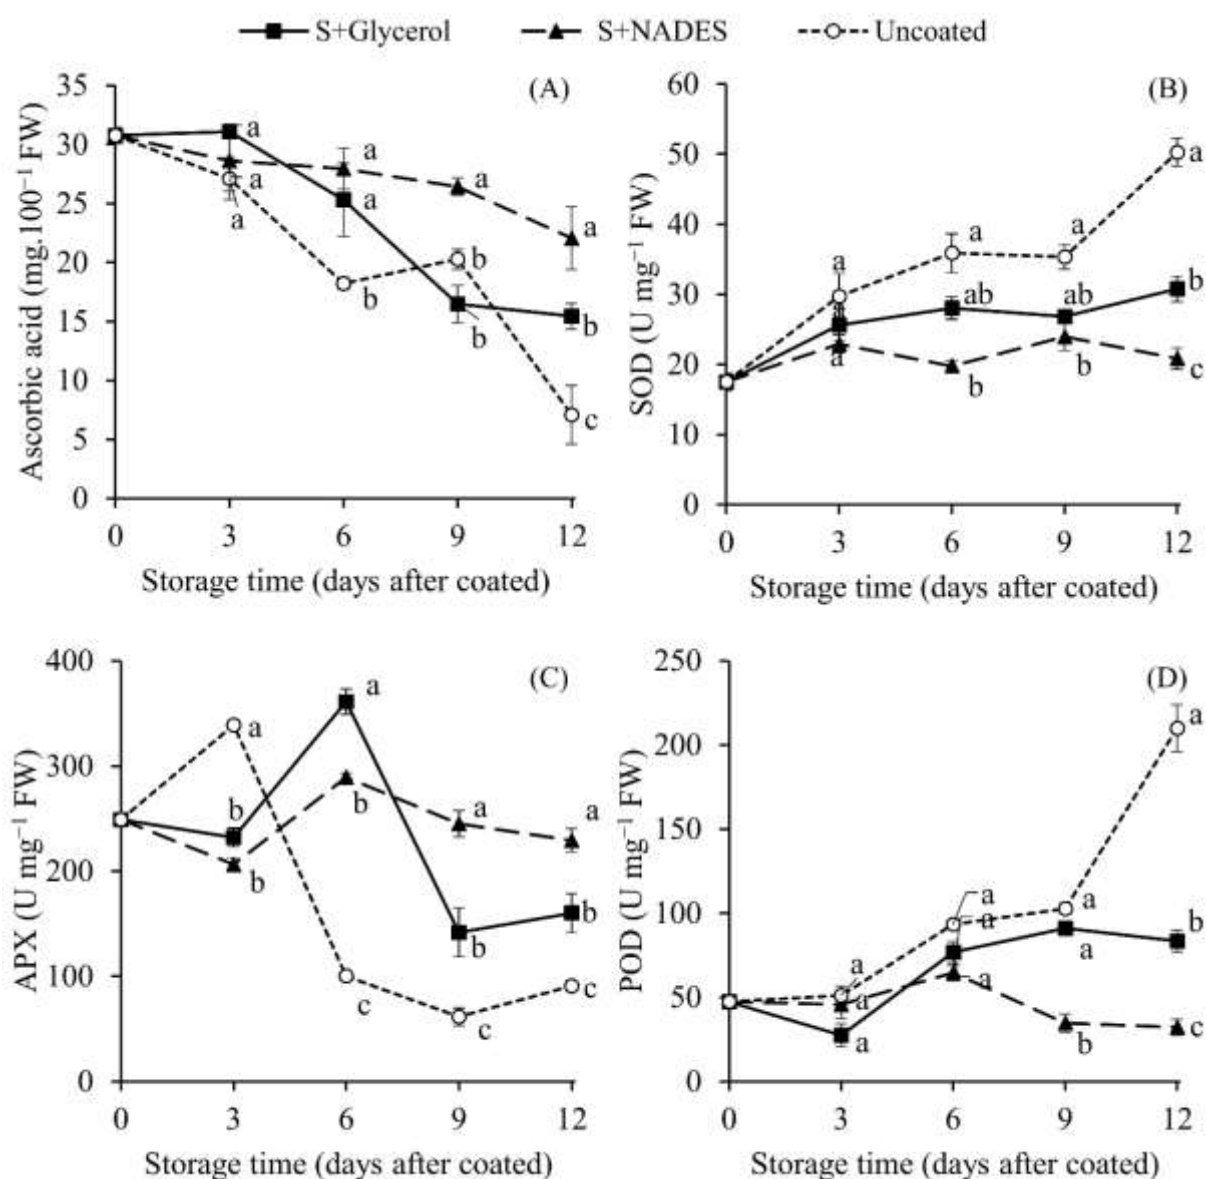 S+Glycerol S+NADES Uncoated
(A)
Ascorbic acid (mg.100⁻¹ FW)
35
30
25
20
15
10
5
0
a
a
a
a
a
b
a
b
b
a
b
c
0 3 6 9 12
Storage time (days after coated)
(B)
SOD (U mg⁻¹ FW)
60
50
40
30
20
10
0
a
a
a
a
ab
b
a
ab
b
a
b
c
0 3 6 9 12
Storage time (days after coated)
(C)
APX (U mg⁻¹ FW)
400
300
200
100
0
a
b
b
a
b
c
a
b
c
a
b
c
0 3 6 9 12
Storage time (days after coated)
(D)
POD (U mg⁻¹ FW)
250
200
150
100
50
0
a
a
a
a
a
a
a
a
b
a
b
c
0 3 6 9 12
Storage time (days after coated)